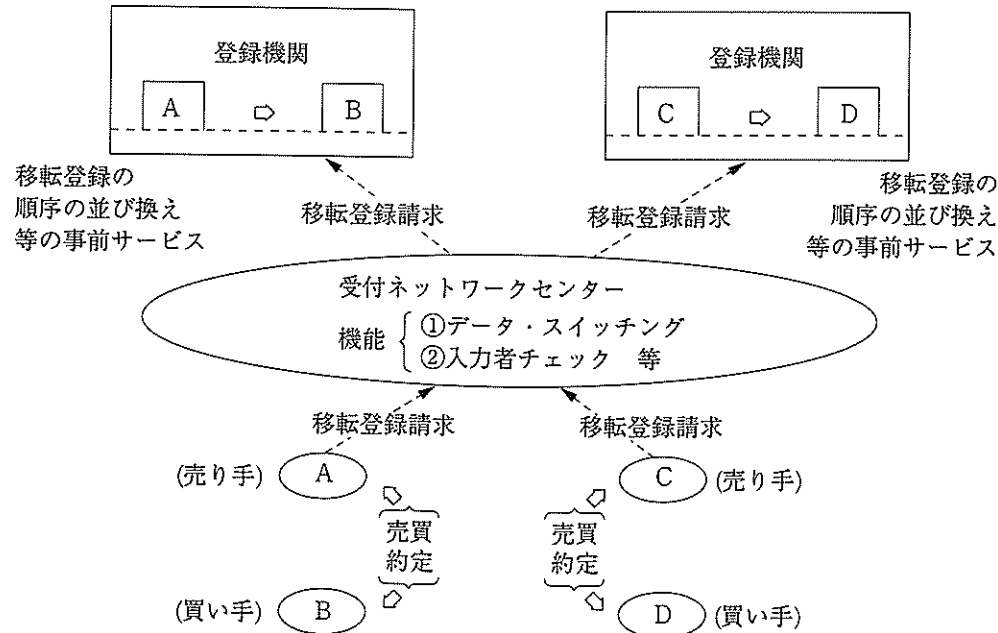 登録機関
A ⇨ B
登録機関
C ⇨ D
移転登録の
順序の並び換え
等の事前サービス
移転登録の
順序の並び換え
等の事前サービス
移転登録請求
移転登録請求
受付ネットワークセンター
機能
①データ・スイッチング
②入力者チェック 等
移転登録請求
移転登録請求
(売り手) A
C (売り手)
売買
約定
売買
約定
(買い手) B
D (買い手)